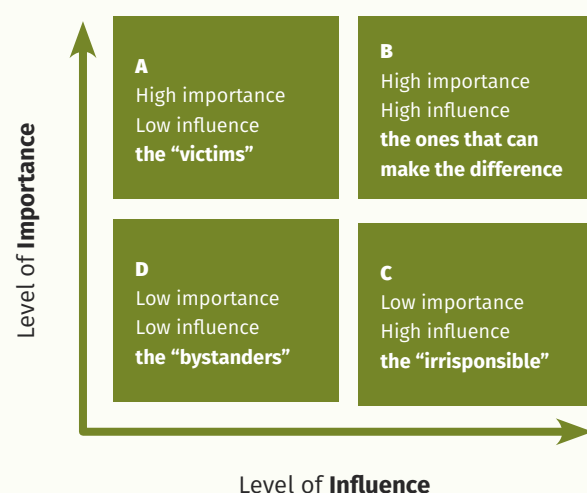 Level of Importance
A
High importance
Low influence
the “victims”
B
High importance
High influence
the ones that can
make the difference
D
Low importance
Low influence
the “bystanders”
C
Low importance
High influence
the “irrisponsible”
Level of Influence